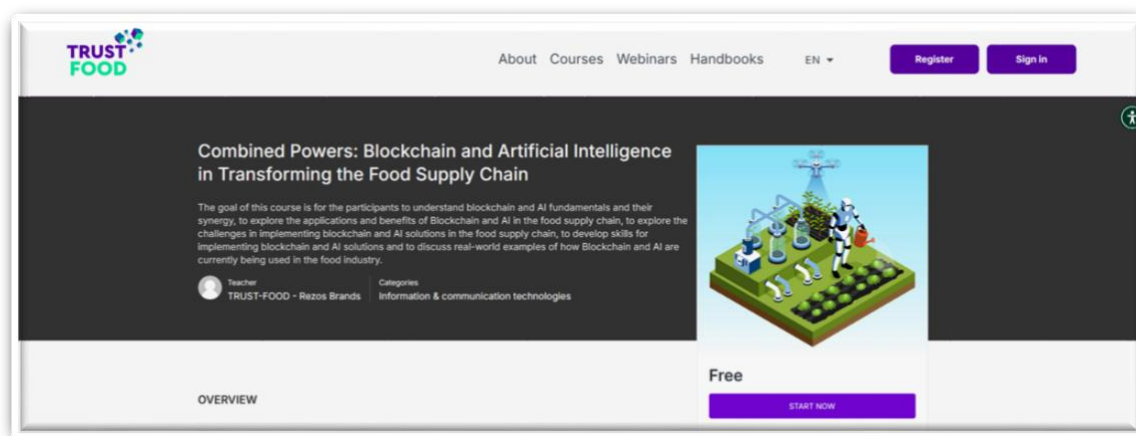 TRUST
FOOD
About Courses Webinars Handbooks EN Register Sign in
Combined Powers: Blockchain and Artificial Intelligence
in Transforming the Food Supply Chain
The goal of this course is for the participants to understand blockchain and AI fundamentals and their
synergy, to explore the applications and benefits of Blockchain and AI in the food supply chain, to explore the
challenges in implementing blockchain and AI solutions in the food supply chain, to develop skills for
implementing blockchain and AI solutions and to discuss real-world examples of how Blockchain and AI are
currently being used in the food industry.
Teacher
TRUST-FOOD - Rezos Brands
Categories
Information & communication technologies
Free
START NOW
OVERVIEW